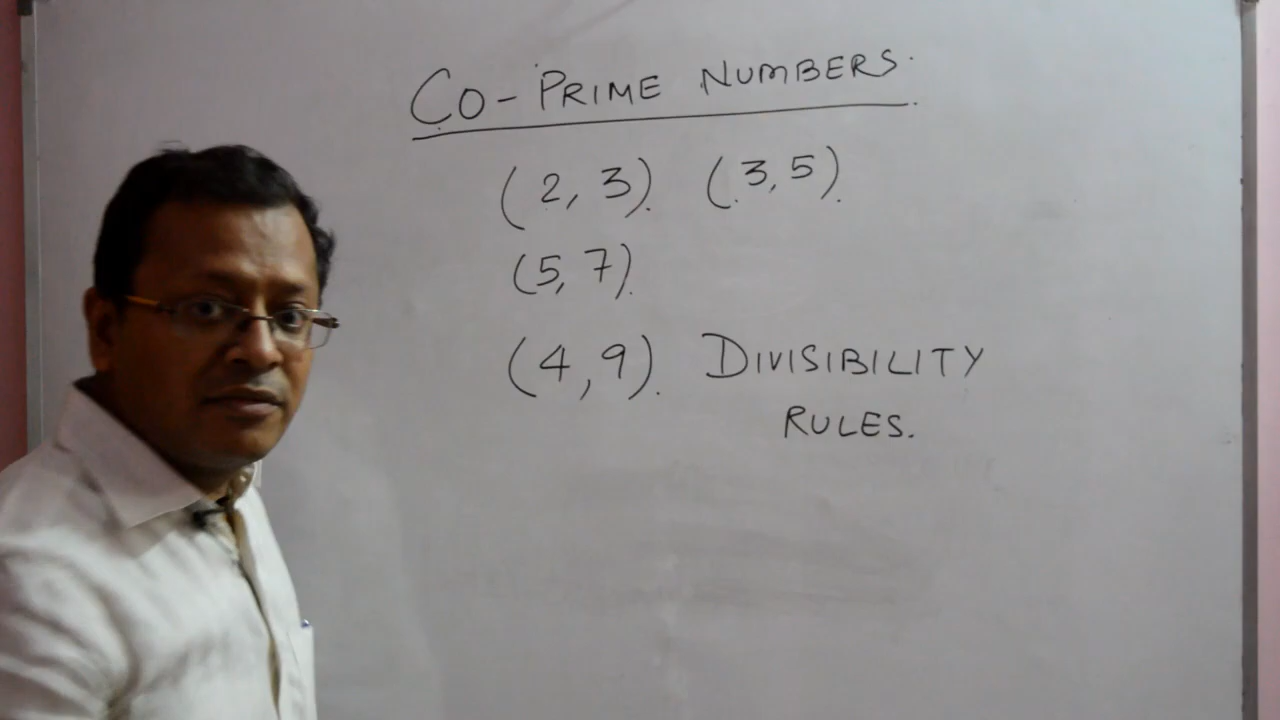 CO-PRIME NUMBERS.
(2, 3). (3,5).
(5,7).
(4,9). DIVISIBILITY
RULES.